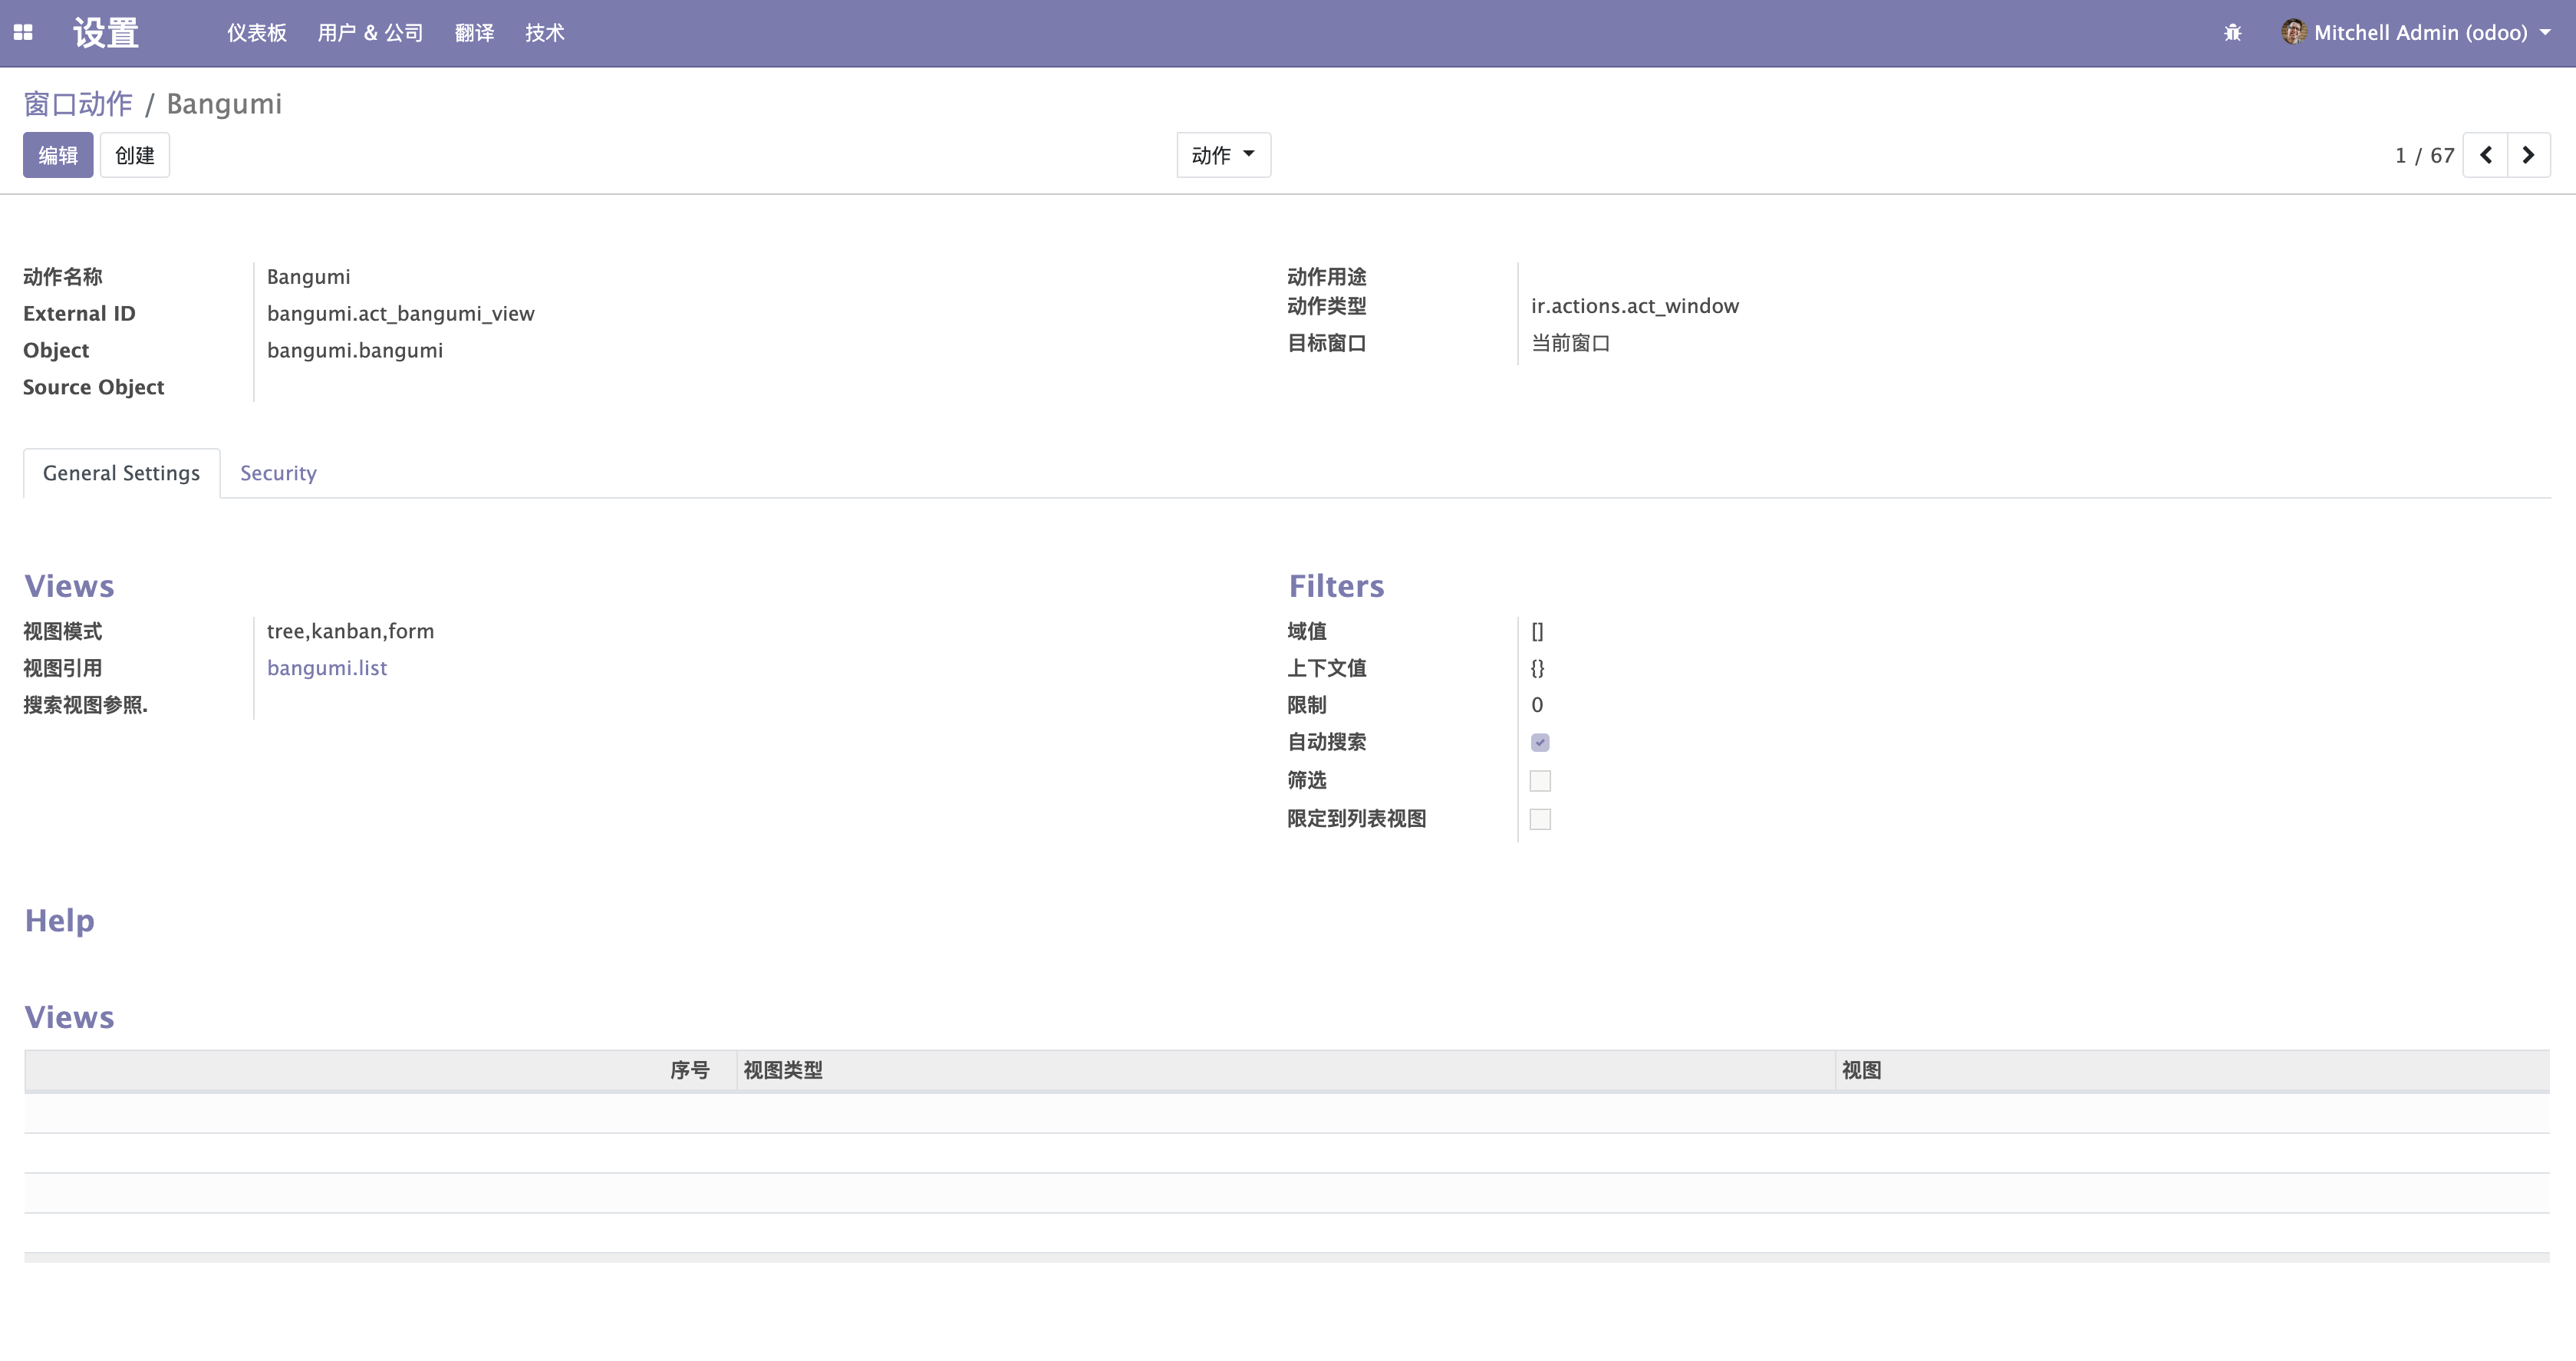 设置 仪表板 用户 & 公司 翻译 技术 Mitchell Admin (odoo)
窗口动作 / Bangumi
编辑 创建 动作 1 / 67
动作名称 Bangumi
External ID bangumi.act_bangumi_view
Object bangumi.bangumi
Source Object
动作用途
动作类型 ir.actions.act_window
目标窗口 当前窗口
General Settings Security
Views
视图模式 tree,kanban,form
视图引用 bangumi.list
搜索视图参照.
Filters
域值 []
上下文值 {}
限制 0
自动搜索
筛选
限定到列表视图
Help
Views
序号 视图类型 视图